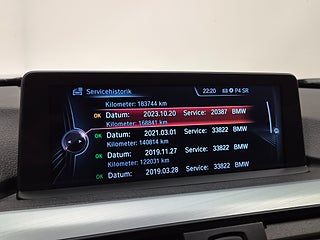 Servicehistorik 22:20 P4 SR
Kilometer: 183744 km
OK Datum: 2023.10.20 Service: 20387 BMW
Kilometer: 168841 km
OK Datum: 2021.03.01 Service: 33822 BMW
Kilometer: 140814 km
OK Datum: 2019.11.27 Service: 33822 BMW
Kilometer: 122031 km
OK Datum: 2019.03.28 Service: 33822 BMW